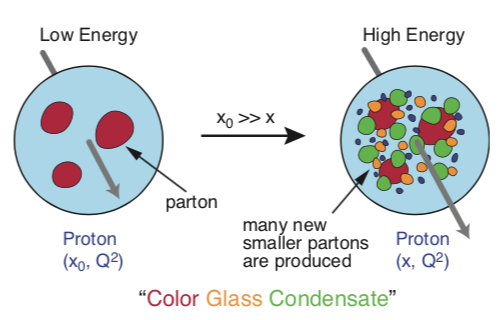 Low Energy
High Energy
x₀ >> x
parton
many new
smaller partons
are produced
Proton
(x₀, Q²)
Proton
(x, Q²)
“Color Glass Condensate”